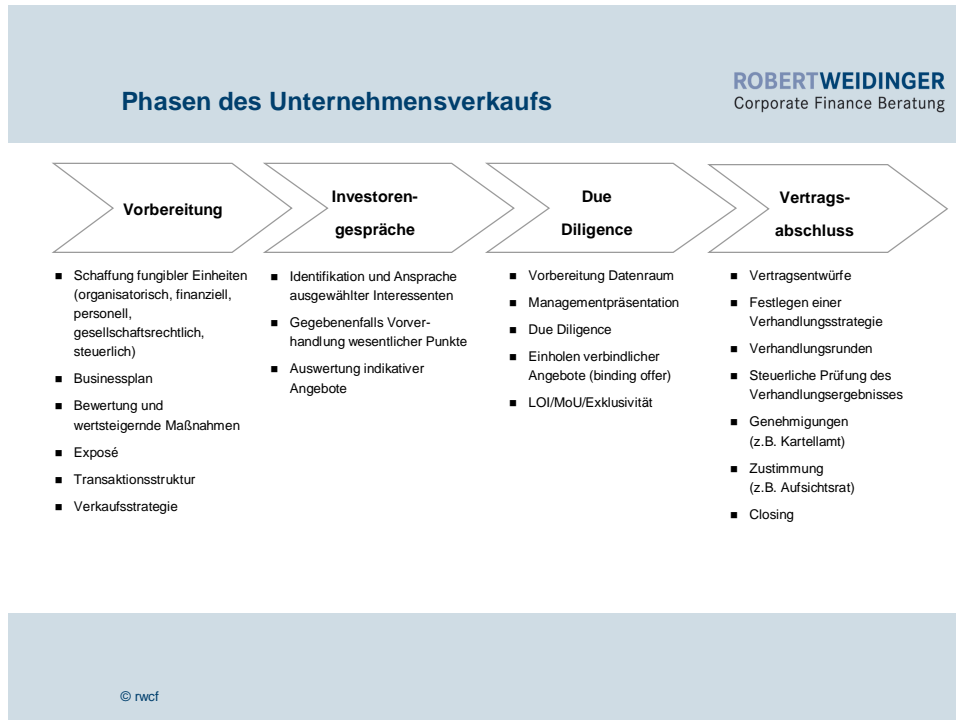 Phasen des Unternehmensverkaufs
ROBERTWEIDINGER
Corporate Finance Beratung
Vorbereitung
■ Schaffung fungibler Einheiten
(organisatorisch, finanziell,
personell,
gesellschaftsrechtlich,
steuerlich)
■ Businessplan
■ Bewertung und
wertsteigernde Maßnahmen
■ Exposé
■ Transaktionsstruktur
■ Verkaufsstrategie
Investoren-
gespräche
■ Identifikation und Ansprache
ausgewählter Interessenten
■ Gegebenenfalls Vorver-
handlung wesentlicher Punkte
■ Auswertung indikativer
Angebote
Due
Diligence
■ Vorbereitung Datenraum
■ Managementpräsentation
■ Due Diligence
■ Einholen verbindlicher
Angebote (binding offer)
■ LOI/MoU/Exklusivität
Vertrags-
abschluss
■ Vertragsentwürfe
■ Festlegen einer
Verhandlungsstrategie
■ Verhandlungsrunden
■ Steuerliche Prüfung des
Verhandlungsergebnisses
■ Genehmigungen
(z.B. Kartellamt)
■ Zustimmung
(z.B. Aufsichtsrat)
■ Closing
© rwcf